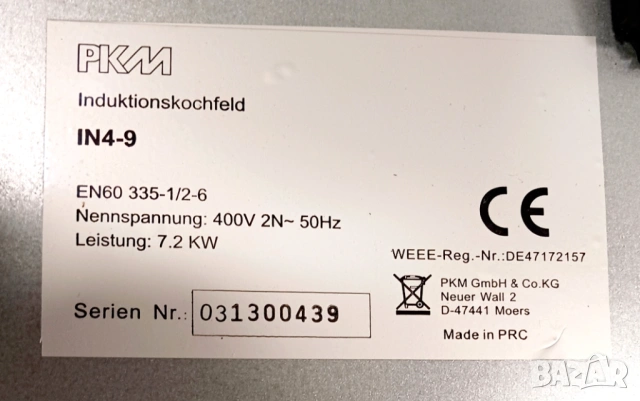 PKM
Induktionskochfeld
IN4-9
EN60 335-1/2-6
Nennspannung: 400V 2N~ 50Hz
Leistung: 7.2 KW
CE
WEEE-Reg.-Nr.:DE47172157
PKM GmbH & Co.KG
Neuer Wall 2
D-47441 Moers
Serien Nr.: 031300439
Made in PRC
BAZAR